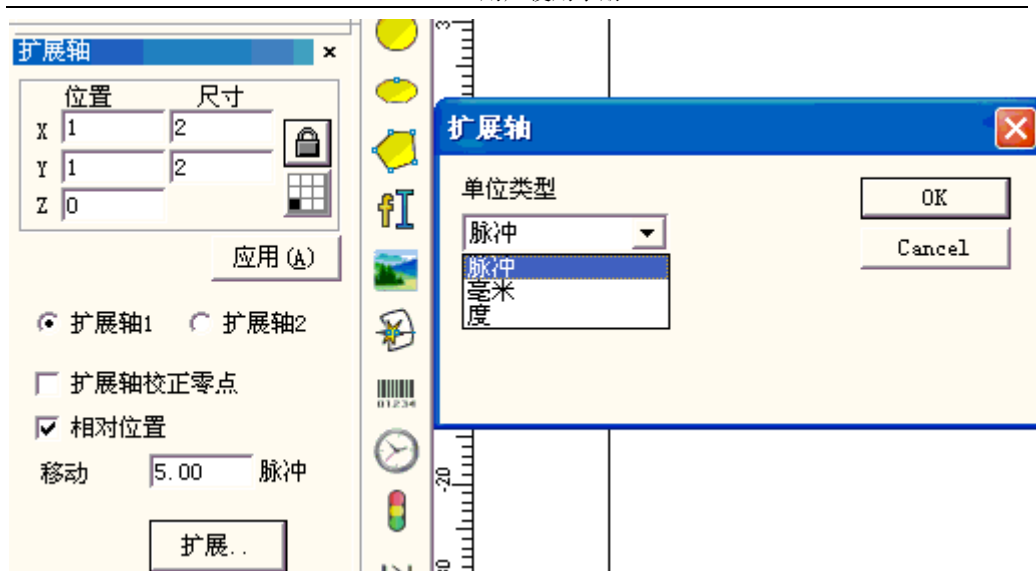 扩展轴
位置 尺寸
X 1 2
Y 1 2
Z 0
应用(A)
扩展轴1 扩展轴2
扩展轴校正零点
相对位置
移动 5.00 脉冲
扩展..
01234
-20
扩展轴
单位类型
脉冲
脉冲
毫米
度
OK
Cancel